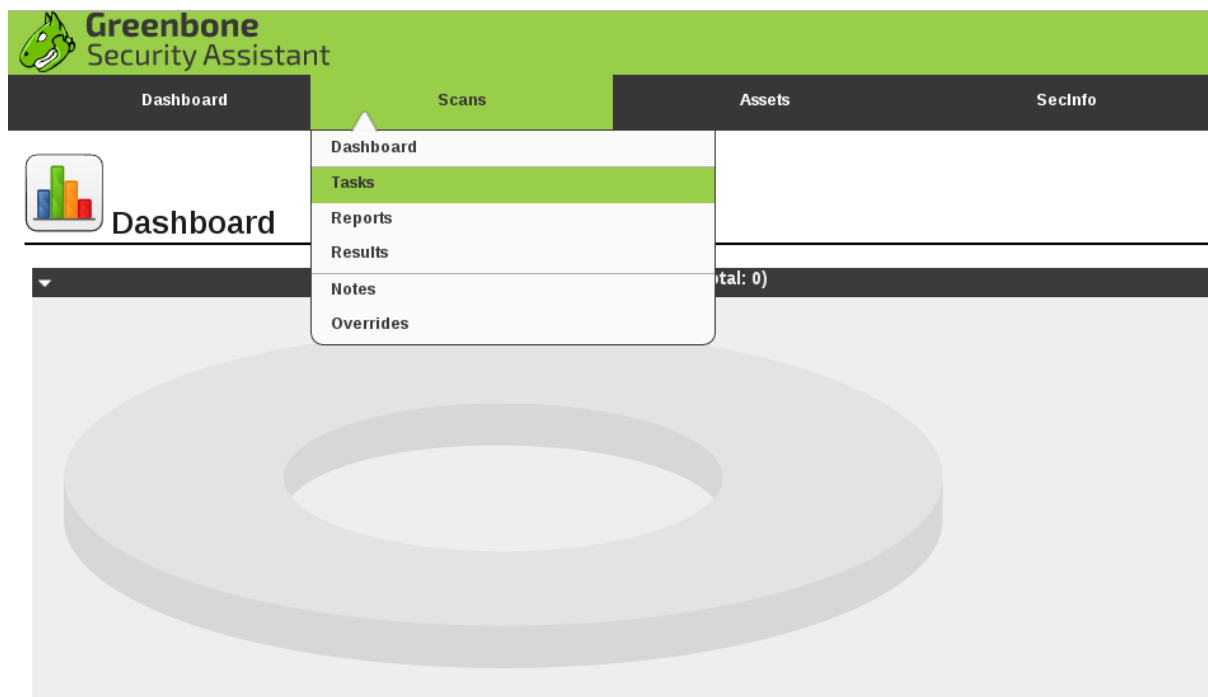 Greenbone
Security Assistant
Dashboard Scans Assets SecInfo
Dashboard
Tasks
Reports
Results
Notes
Overrides
Dashboard
tal: 0)